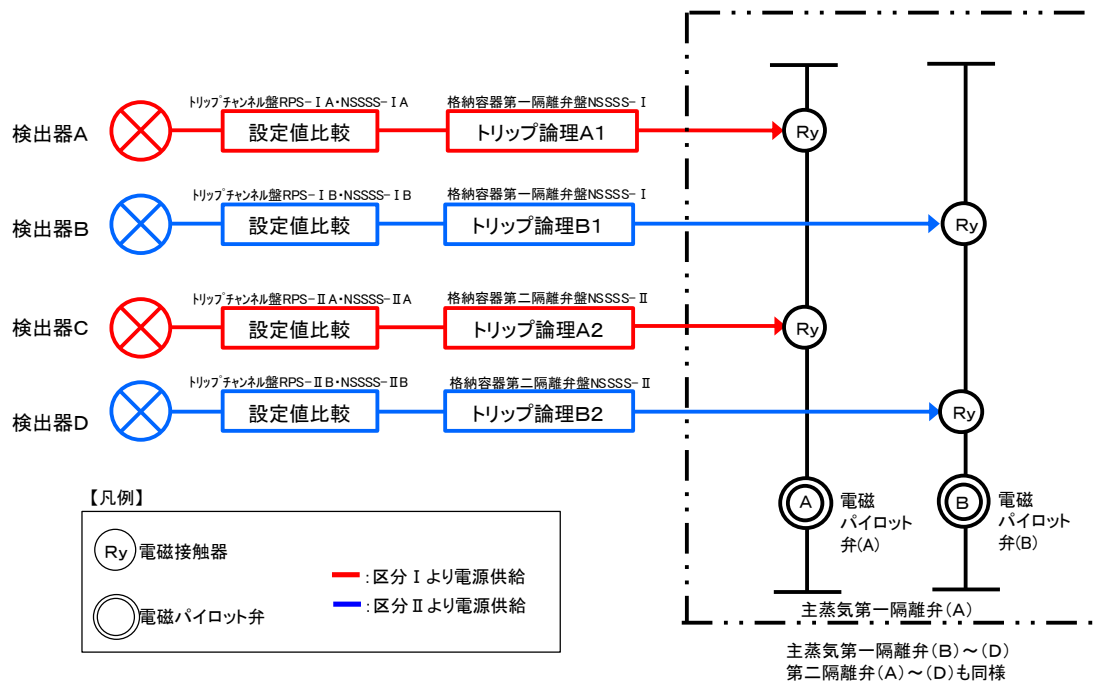 トリップチャンネル盤RPS-ⅠA・NSSSS-ⅠA
格納容器第一隔離弁盤NSSSS-Ⅰ
検出器A
設定値比較
トリップ論理A1
Ry
トリップチャンネル盤RPS-ⅠB・NSSSS-ⅠB
格納容器第一隔離弁盤NSSSS-Ⅰ
検出器B
設定値比較
トリップ論理B1
Ry
トリップチャンネル盤RPS-ⅡA・NSSSS-ⅡA
格納容器第二隔離弁盤NSSSS-Ⅱ
検出器C
設定値比較
トリップ論理A2
Ry
トリップチャンネル盤RPS-ⅡB・NSSSS-ⅡB
格納容器第二隔離弁盤NSSSS-Ⅱ
検出器D
設定値比較
トリップ論理B2
Ry
A
電磁
パイロット
弁(A)
B
電磁
パイロット
弁(B)
【凡例】
Ry
電磁接触器
電磁パイロット弁
:区分Ⅰより電源供給
:区分Ⅱより電源供給
主蒸気第一隔離弁(A)
主蒸気第一隔離弁(B)~(D)
第二隔離弁(A)~(D)も同様